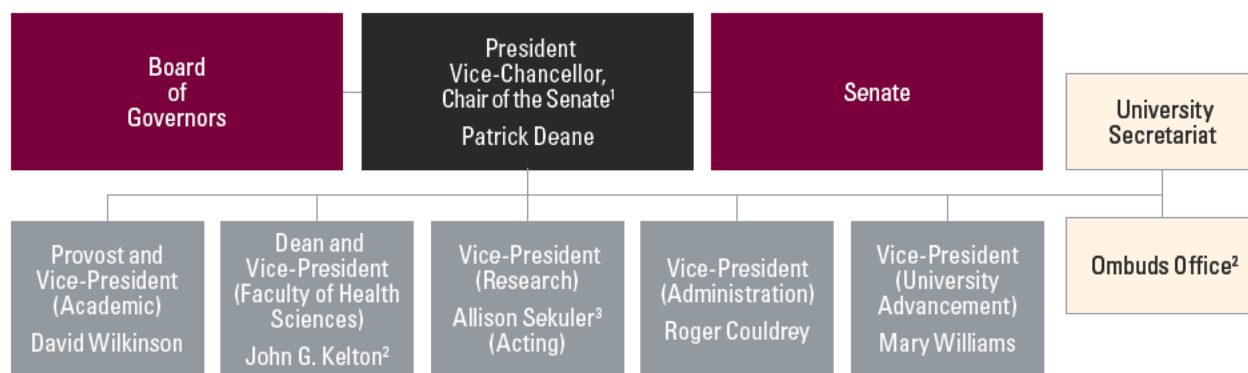 Board
of
Governors
President
Vice-Chancellor,
Chair of the Senate¹
Patrick Deane
Senate
University
Secretariat
Provost and
Vice-President
(Academic)
David Wilkinson
Dean and
Vice-President
(Faculty of Health
Sciences)
John G. Kelton²
Vice-President
(Research)
Allison Sekuler³
(Acting)
Vice-President
(Administration)
Roger Couldrey
Vice-President
(University
Advancement)
Mary Williams
Ombuds Office²